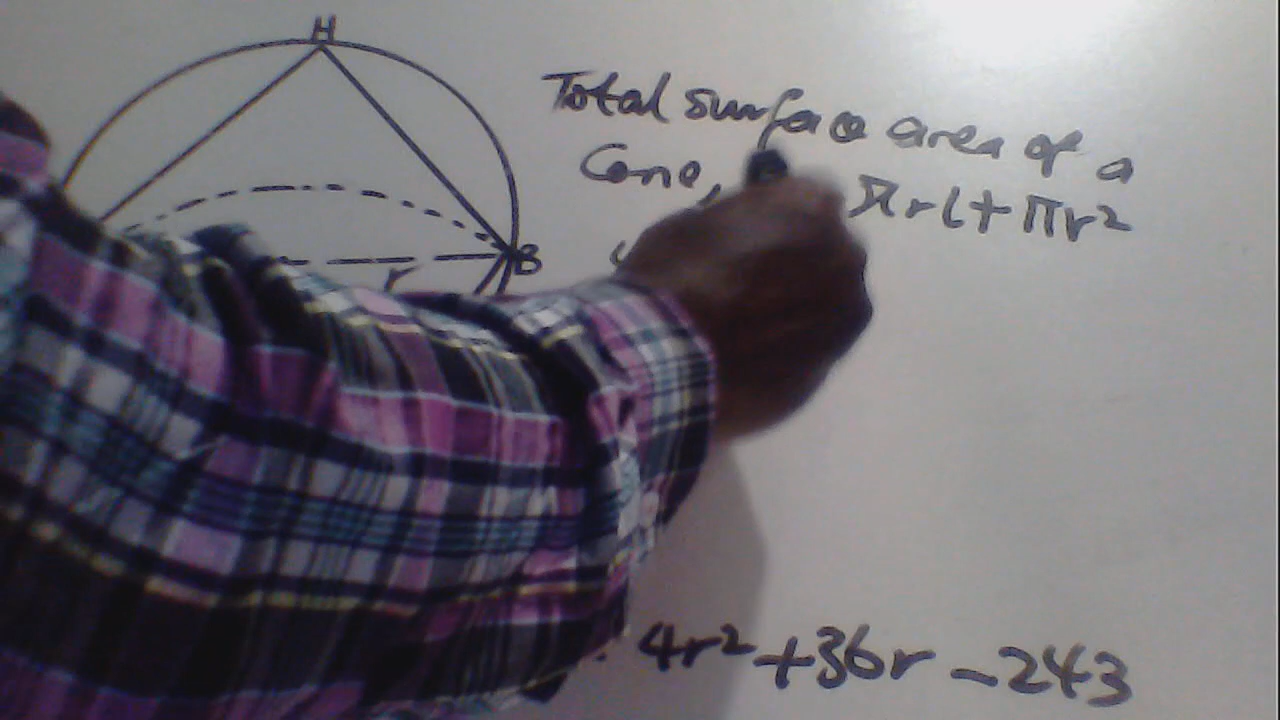 H
Total surface area of a
Cone, πrl + πr²
B
r
4r² + 36r - 243